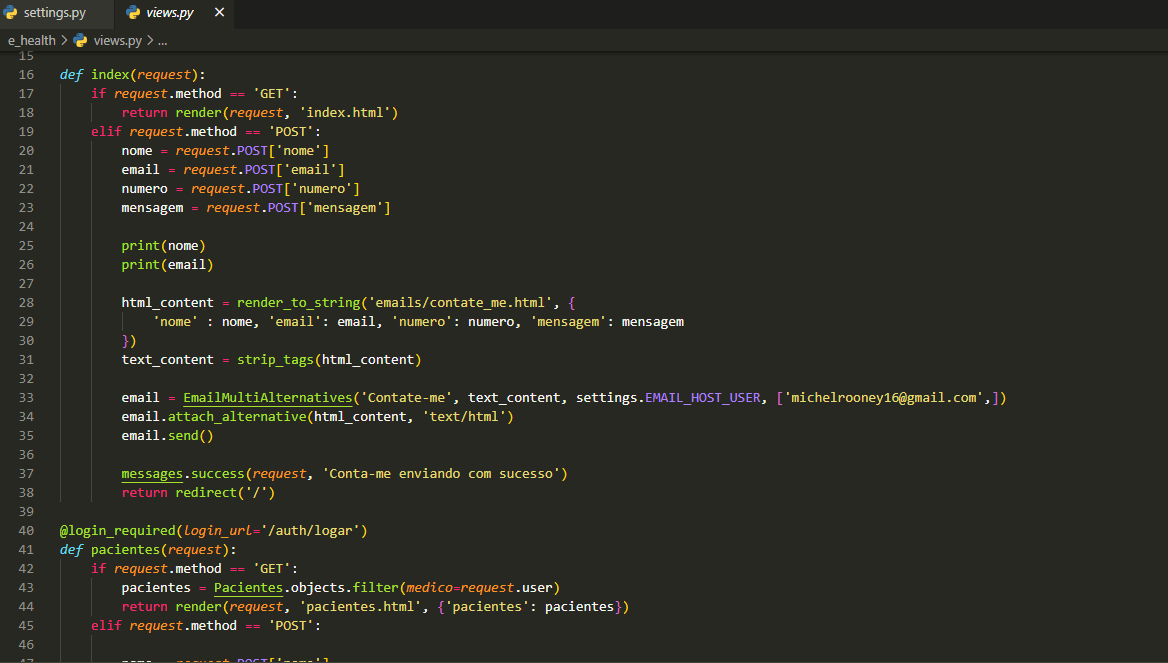 settings.py
views.py
e_health > views.py > ...
15
16 def index(request):
17     if request.method == 'GET':
18         return render(request, 'index.html')
19     elif request.method == 'POST':
20         nome = request.POST['nome']
21         email = request.POST['email']
22         numero = request.POST['numero']
23         mensagem = request.POST['mensagem']
24
25         print(nome)
26         print(email)
27
28         html_content = render_to_string('emails/contate_me.html', {
29             'nome' : nome, 'email': email, 'numero': numero, 'mensagem': mensagem
30         })
31         text_content = strip_tags(html_content)
32
33         email = EmailMultiAlternatives('Contate-me', text_content, settings.EMAIL_HOST_USER, ['michelrooney16@gmail.com',])
34         email.attach_alternative(html_content, 'text/html')
35         email.send()
36
37         messages.success(request, 'Conta-me enviando com sucesso')
38         return redirect('/')
39
40 @login_required(login_url='/auth/logar')
41 def pacientes(request):
42     if request.method == 'GET':
43         pacientes = Pacientes.objects.filter(medico=request.user)
44         return render(request, 'pacientes.html', {'pacientes': pacientes})
45     elif request.method == 'POST':
46